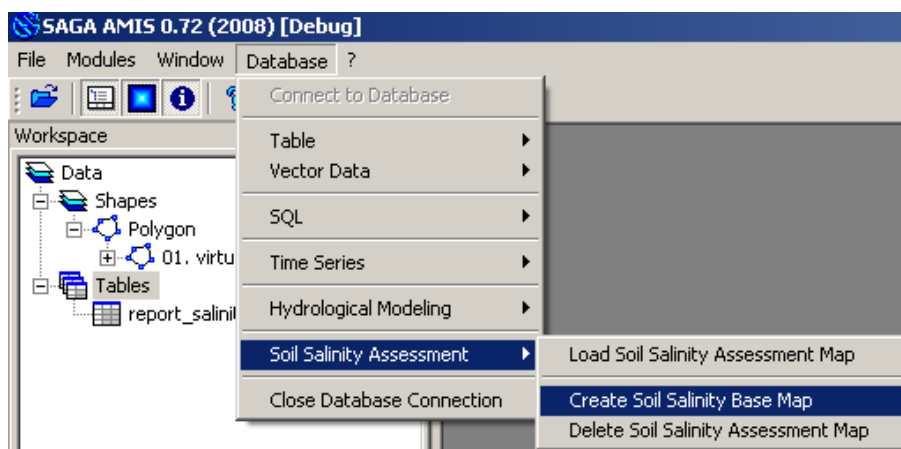 SAGA AMIS 0.72 (2008) [Debug]
File Modules Window Database ?
Connect to Database
Workspace
Table
Data
Vector Data
Shapes
Polygon
SQL
01. virtu
Time Series
Tables
report_salini
Hydrological Modeling
Soil Salinity Assessment
Load Soil Salinity Assessment Map
Close Database Connection
Create Soil Salinity Base Map
Delete Soil Salinity Assessment Map